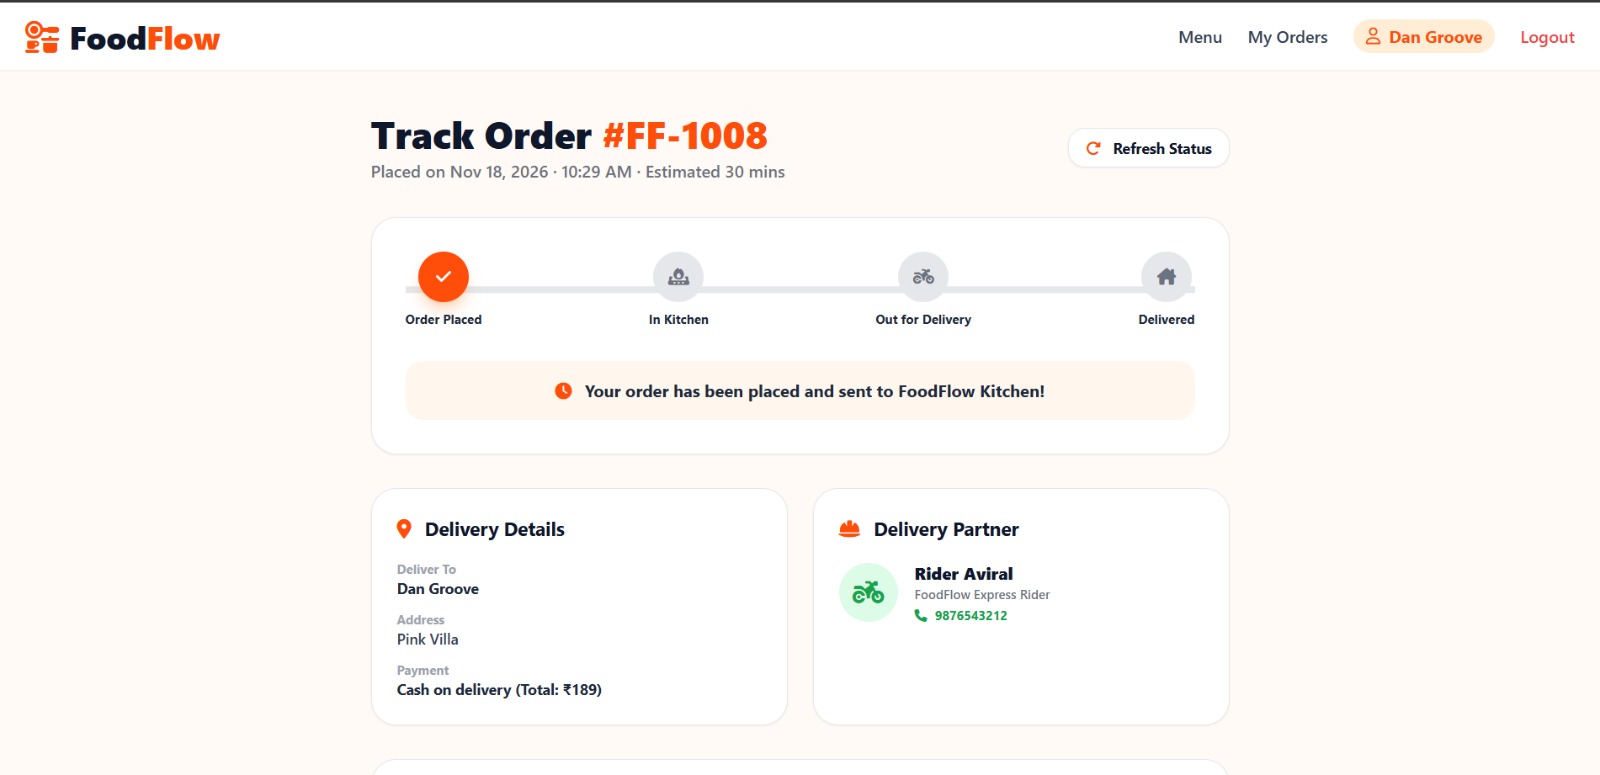 FoodFlow
Menu
My Orders
Dan Groove
Logout
Track Order #FF-1008
Placed on Nov 18, 2026 · 10:29 AM · Estimated 30 mins
Refresh Status
Order Placed
In Kitchen
Out for Delivery
Delivered
Your order has been placed and sent to FoodFlow Kitchen!
Delivery Details
Deliver To
Dan Groove
Address
Pink Villa
Payment
Cash on delivery (Total: ₹189)
Delivery Partner
Rider Aviral
FoodFlow Express Rider
9876543212